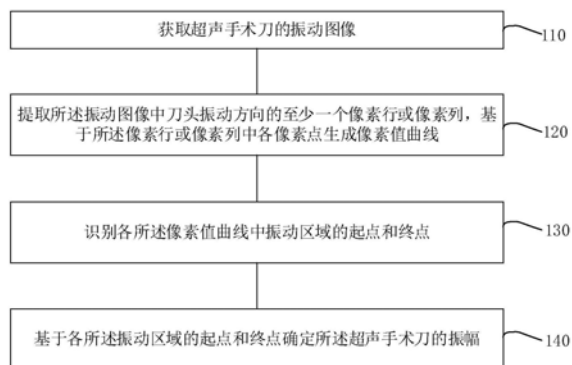 获取超声手术刀的振动图像
110
提取所述振动图像中刀头振动方向的至少一个像素行或像素列，基
于所述像素行或像素列中各像素点生成像素值曲线
120
识别各所述像素值曲线中振动区域的起点和终点
130
基于各所述振动区域的起点和终点确定所述超声手术刀的振幅
140